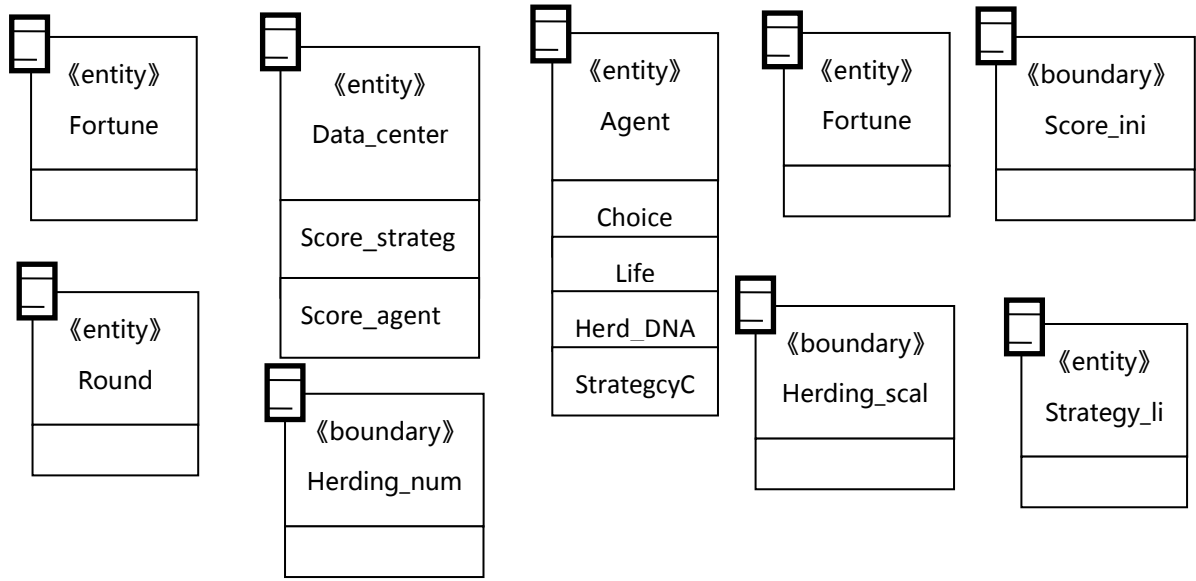 《entity》
Fortune
《entity》
Data_center
Score_strateg
Score_agent
《entity》
Agent
Choice
Life
Herd_DNA
StrategcyC
《entity》
Fortune
《boundary》
Score_ini
《entity》
Round
《boundary》
Herding_num
《boundary》
Herding_scal
《entity》
Strategy_li